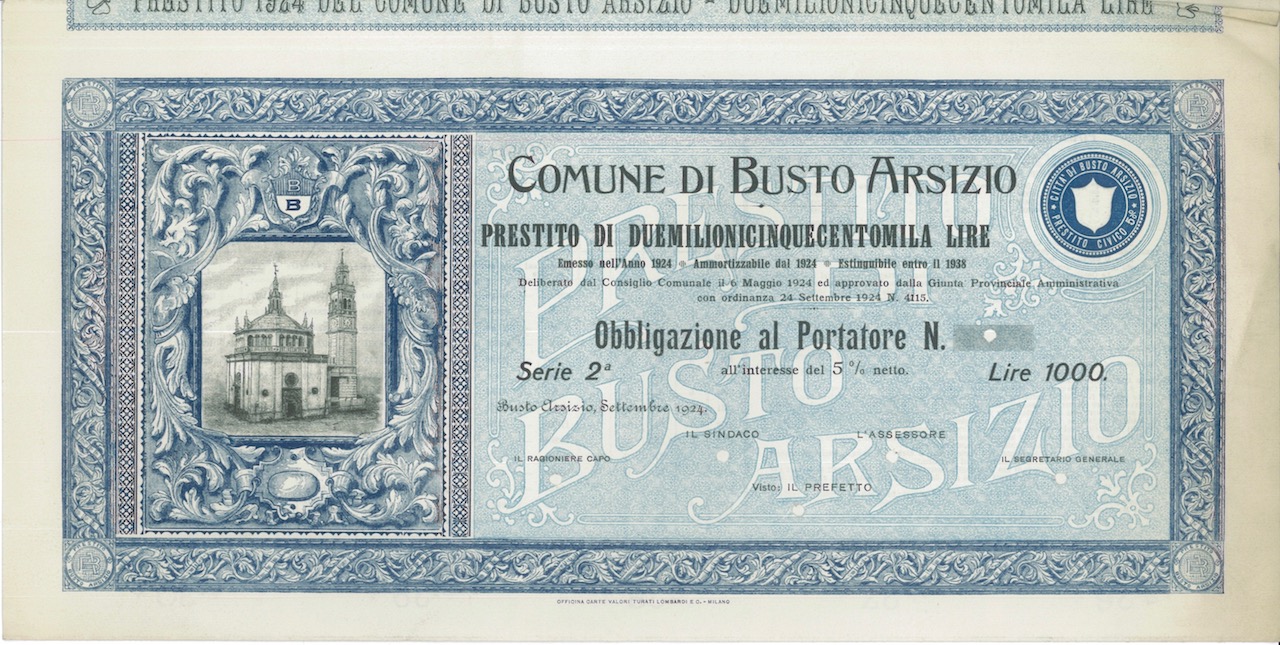 PRESTITO 1924 DEL COMUNE DI BUSTO ARSIZIO - DUEMILIONICINQUECENTOMILA LIRE
B
B
COMUNE DI BUSTO ARSIZIO
CITTÀ DI BUSTO ARSIZIO
PRESTITO CIVICO
PRESTITO DI DUEMILIONICINQUECENTOMILA LIRE
Emesso nell'Anno 1924 * Ammortizzabile dal 1924 * Estinguibile entro il 1938
Deliberato dal Consiglio Comunale il 6 Maggio 1924 ed approvato dalla Giunta Provinciale Amministrativa
con ordinanza 24 Settembre 1924 N. 4115.
Obbligazione al Portatore N.
Serie 2ª all'interesse del 5 % netto. Lire 1000.
Busto Arsizio, Settembre 1924.
IL SINDACO L'ASSESSORE
IL RAGIONIERE CAPO IL SEGRETARIO GENERALE
Visto: IL PREFETTO
PRESTITO
DI
BUSTO
ARSIZIO
OFFICINA CARTE VALORI TURATI LOMBARDI E C. - MILANO